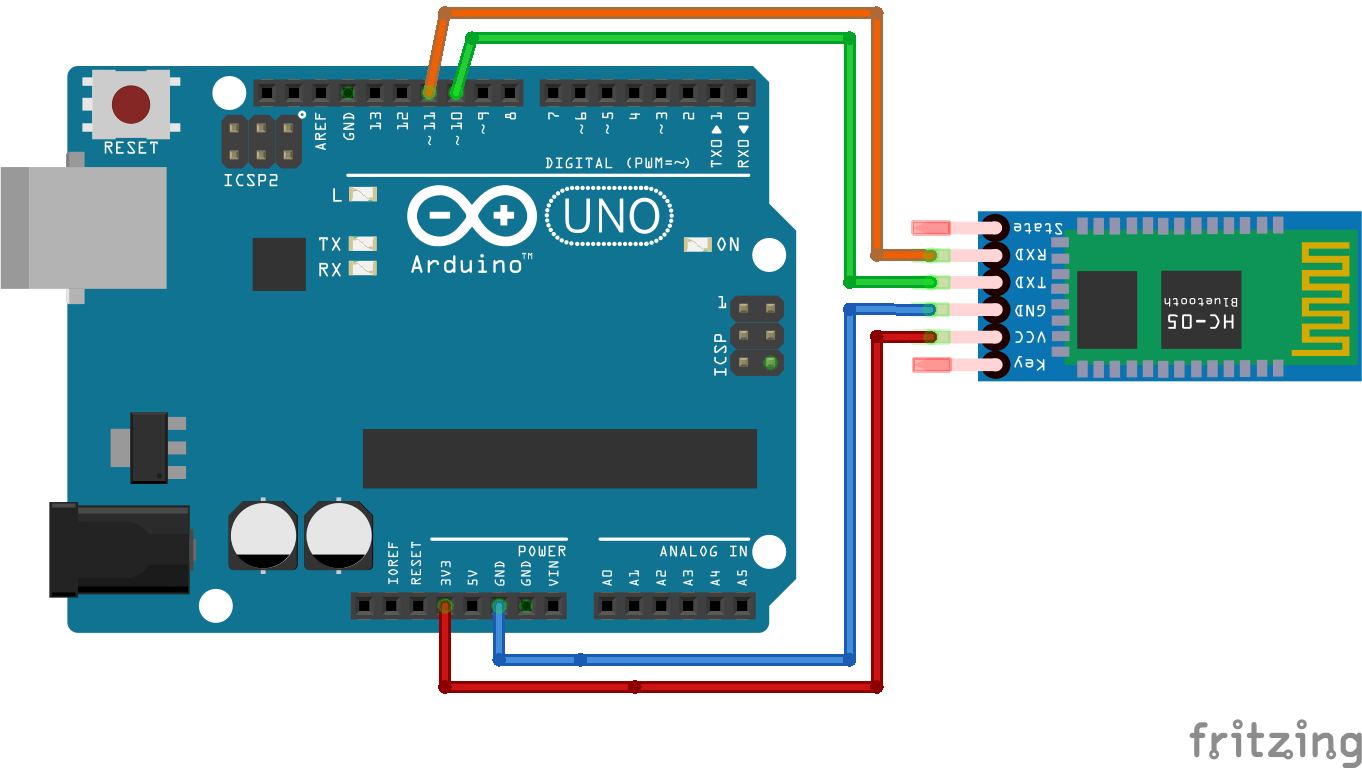 RESET
ICSP2
AREF
GND
13
12
~11
~10
~9
8
7
~6
~5
4
~3
2
TX0▶1
RX0◀0
DIGITAL (PWM=~)
L
TX
RX
UNO
ON
Arduino™
1
ICSP
State
RXD
TXD
GND
VCC
Key
HC-05
Bluetooth
POWER
ANALOG IN
IOREF
RESET
3V3
5V
GND
GND
VIN
A0
A1
A2
A3
A4
A5
fritzing